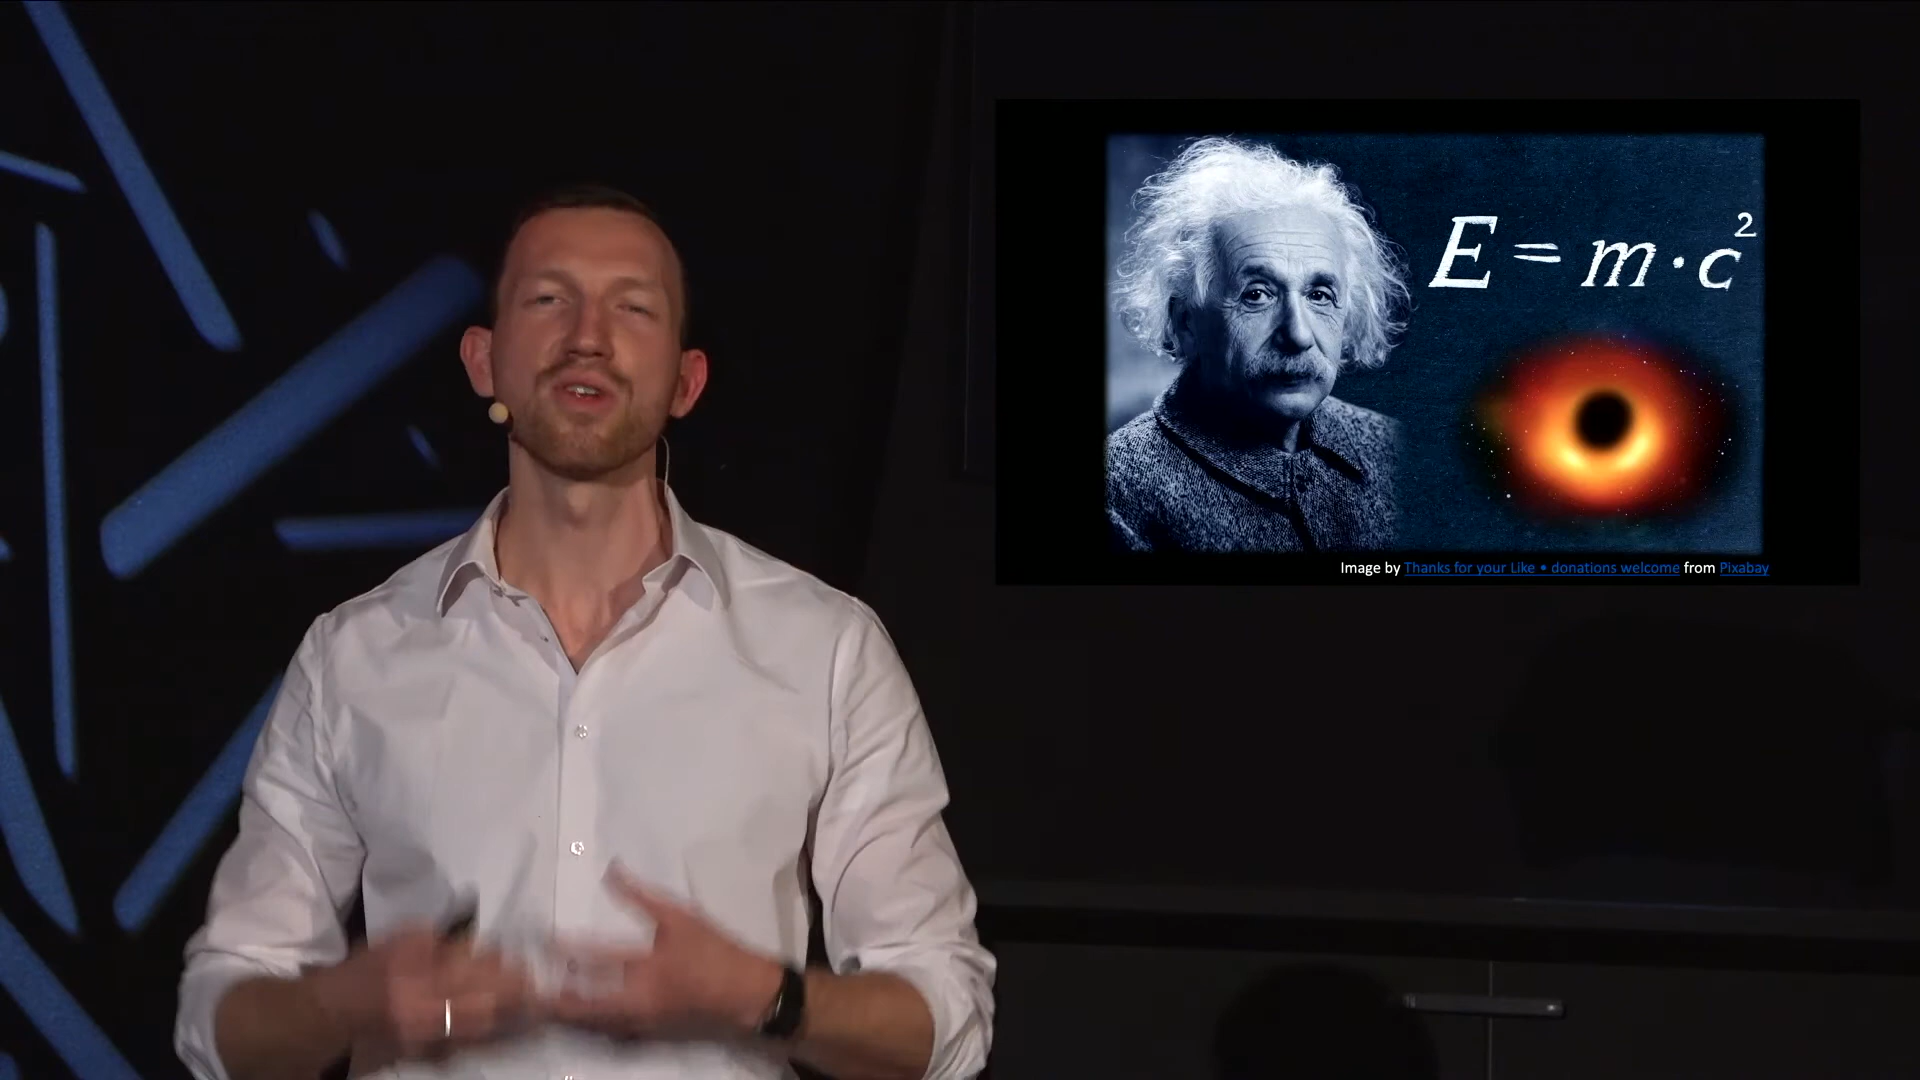 E = m · c²
Image by Thanks for your Like • donations welcome from Pixabay